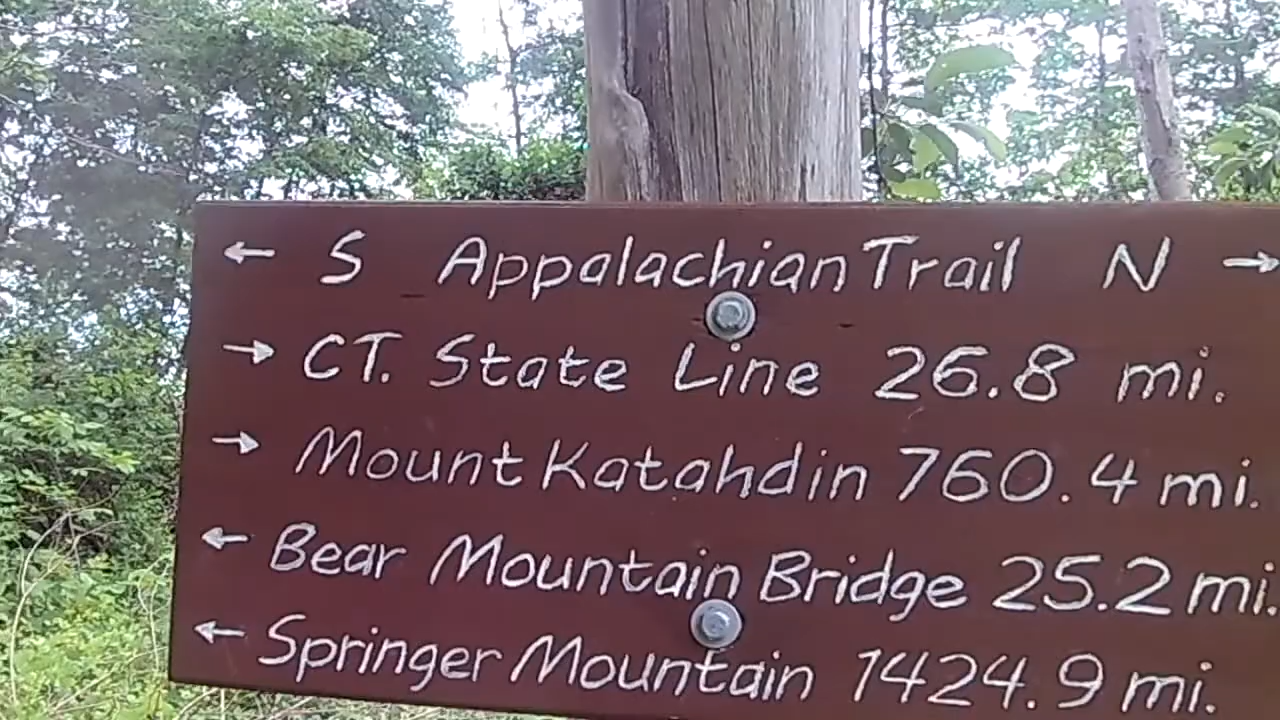 ← S Appalachian Trail N →
→ CT. State Line 26.8 mi.
→ Mount Katahdin 760.4 mi.
← Bear Mountain Bridge 25.2 mi.
← Springer Mountain 1424.9 mi.